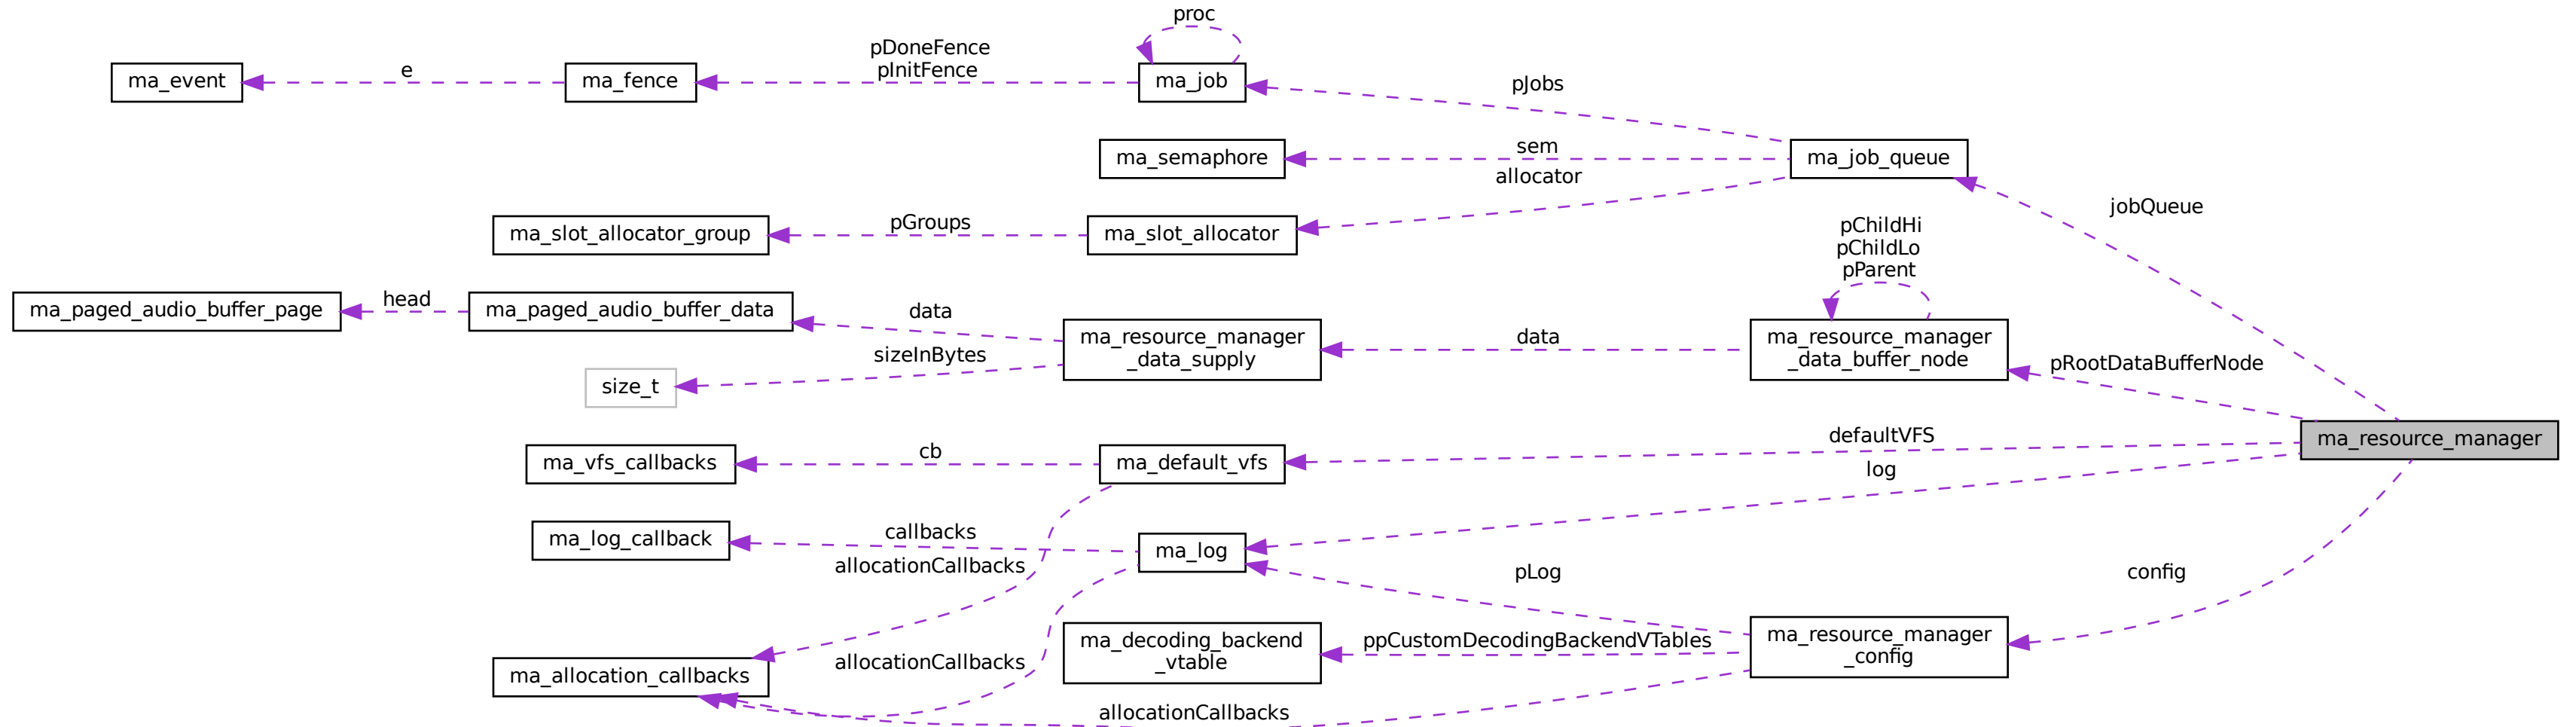 proc
pDoneFence
pInitFence
e
ma_event
ma_fence
ma_job
pJobs
sem
ma_semaphore
ma_job_queue
allocator
jobQueue
pGroups
ma_slot_allocator_group
ma_slot_allocator
pChildHi
pChildLo
pParent
head
ma_paged_audio_buffer_page
ma_paged_audio_buffer_data
data
ma_resource_manager
_data_supply
data
ma_resource_manager
_data_buffer_node
sizeInBytes
size_t
pRootDataBufferNode
ma_resource_manager
defaultVFS
cb
ma_vfs_callbacks
ma_default_vfs
log
callbacks
ma_log_callback
ma_log
allocationCallbacks
pLog
config
ma_decoding_backend
_vtable
ppCustomDecodingBackendVTables
ma_resource_manager
_config
allocationCallbacks
ma_allocation_callbacks
allocationCallbacks